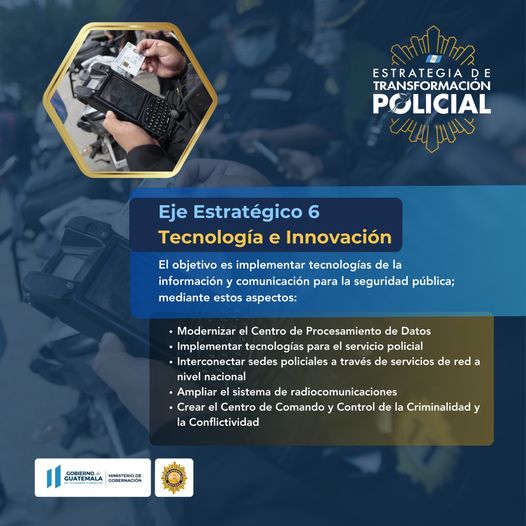 ESTRATEGIA DE
TRANSFORMACIÓN
POLICIAL
Eje Estratégico 6
Tecnología e Innovación
El objetivo es implementar tecnologías de la
información y comunicación para la seguridad pública;
mediante estos aspectos:
• Modernizar el Centro de Procesamiento de Datos
• Implementar tecnologías para el servicio policial
• Interconectar sedes policiales a través de servicios de red a
nivel nacional
• Ampliar el sistema de radiocomunicaciones
• Crear el Centro de Comando y Control de la Criminalidad y
la Conflictividad
GOBIERNO de
GUATEMALA
MINISTERIO DE
GOBERNACIÓN